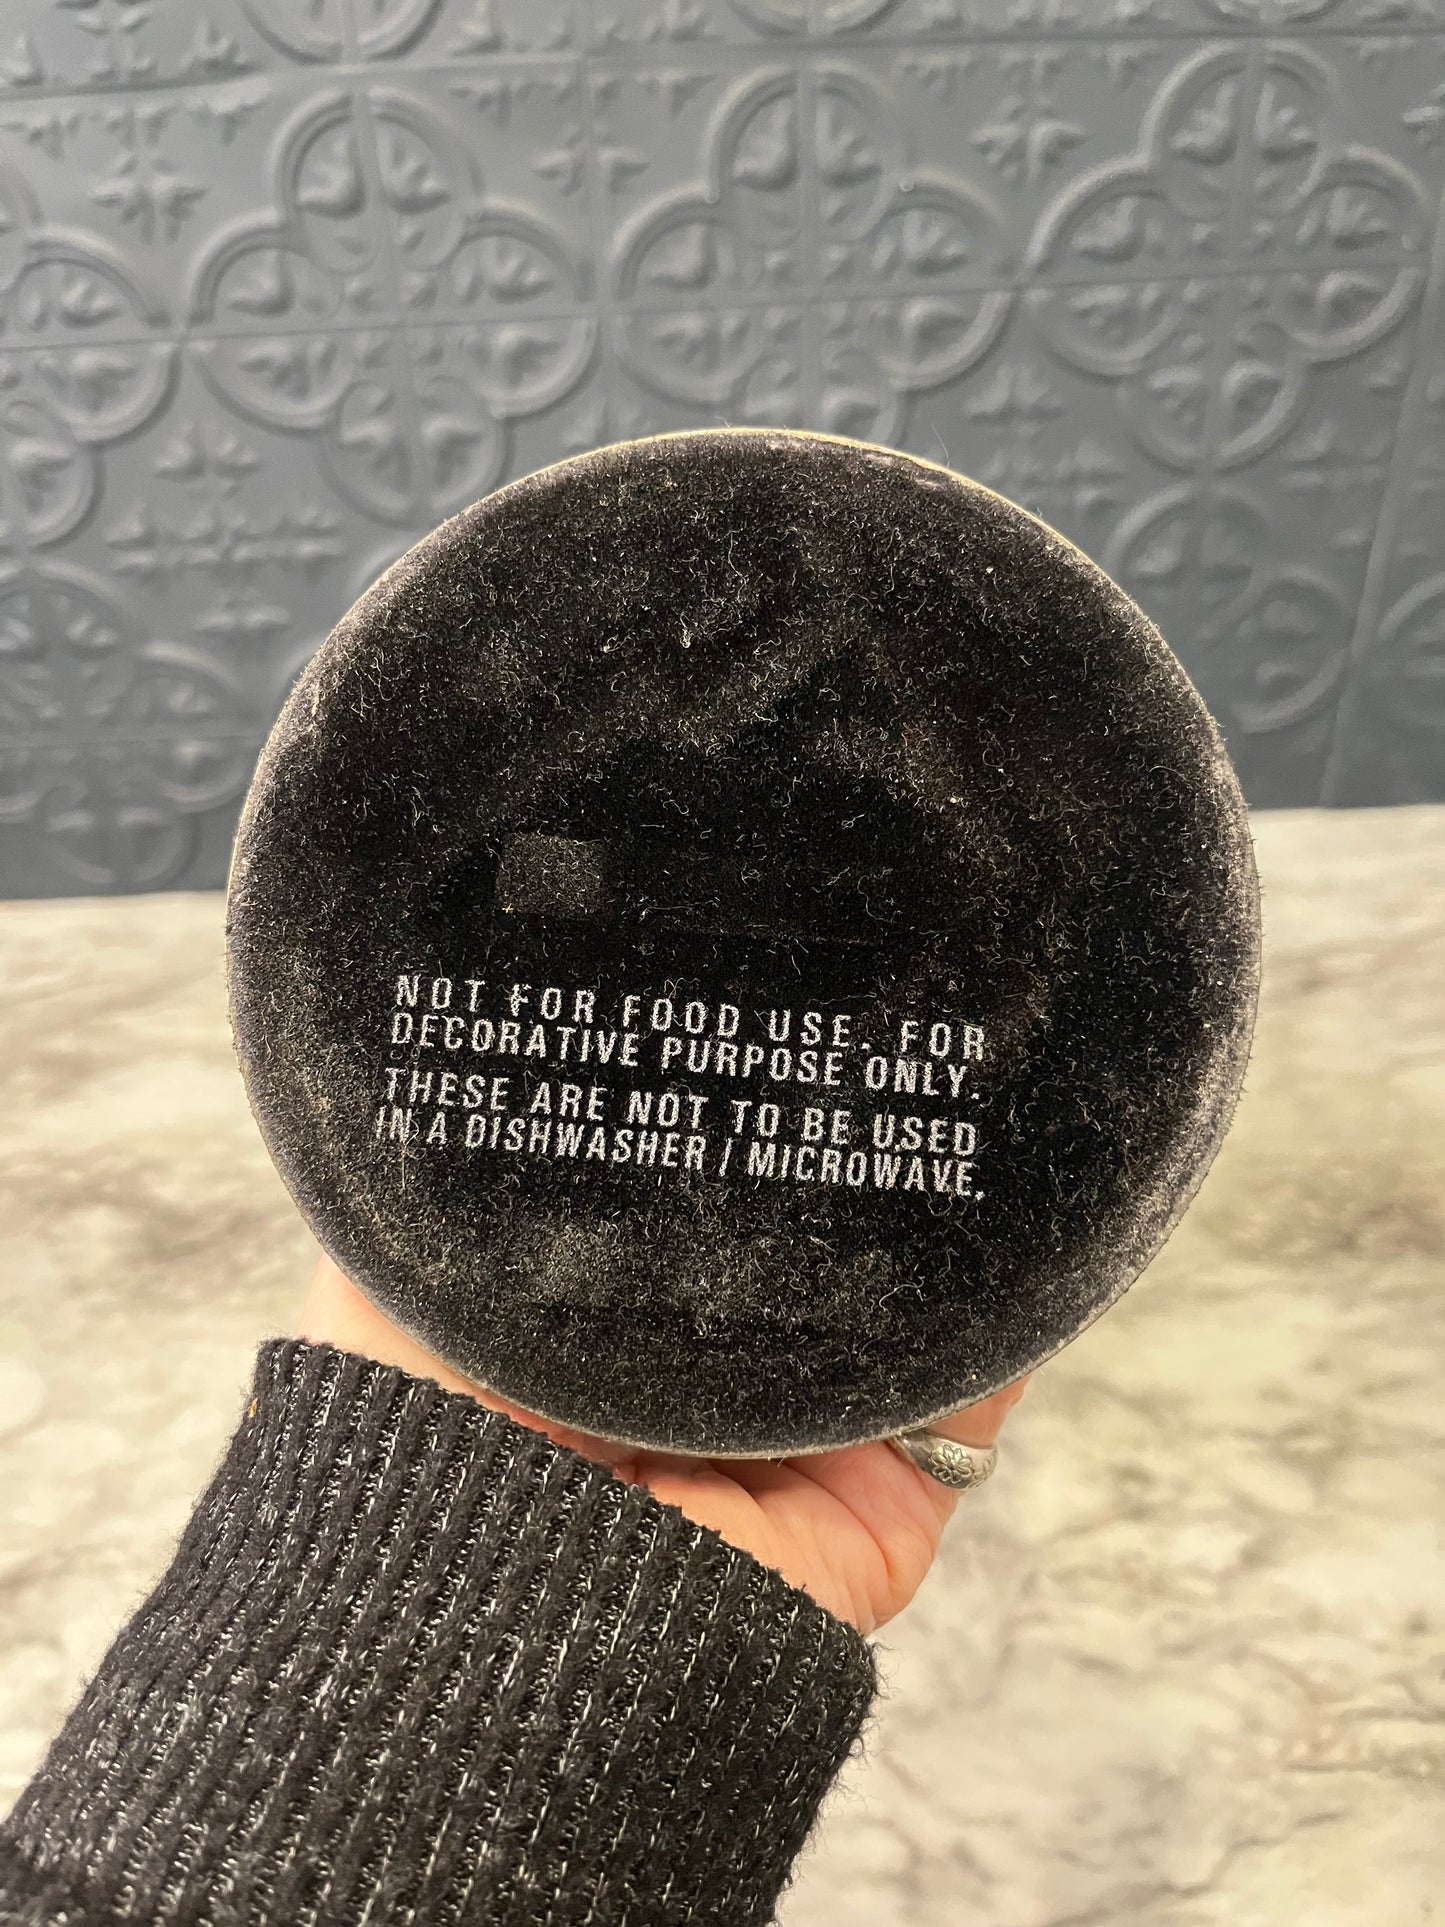 NOT FOR FOOD USE. FOR
DECORATIVE PURPOSE ONLY.
THESE ARE NOT TO BE USED
IN A DISHWASHER / MICROWAVE.